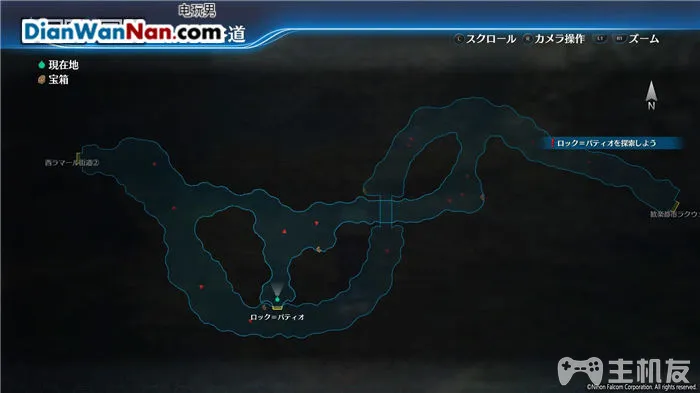 电玩男
DianWanNan.com
道
スクロール カメラ操作 L1 R1 ズーム
現在地
宝箱
N
西ラマール街道②
ロック＝パティオを探索しよう
歓楽都市ラクウ
ロック＝パティオ
主机友
©Nihon Falcom Corporation. All rights reserved.